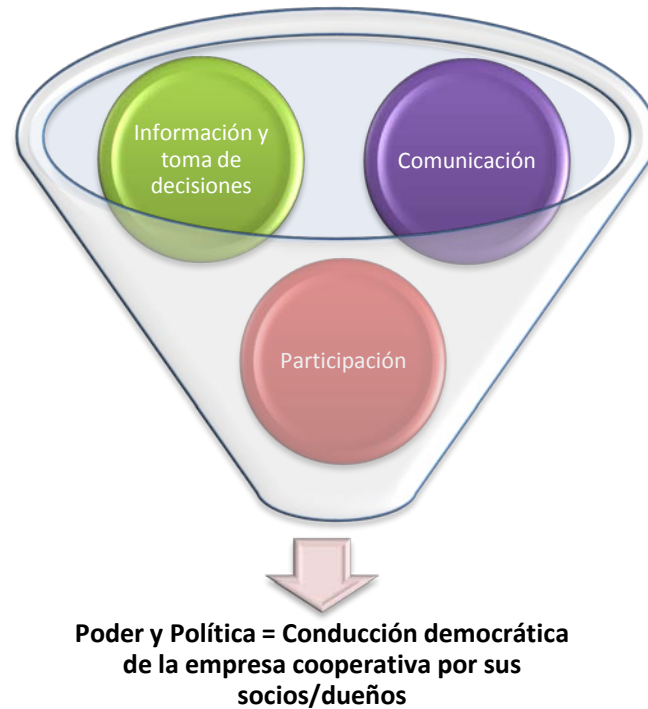 Información y
toma de
decisiones
Comunicación
Participación
Poder y Política = Conducción democrática
de la empresa cooperativa por sus
socios/dueños